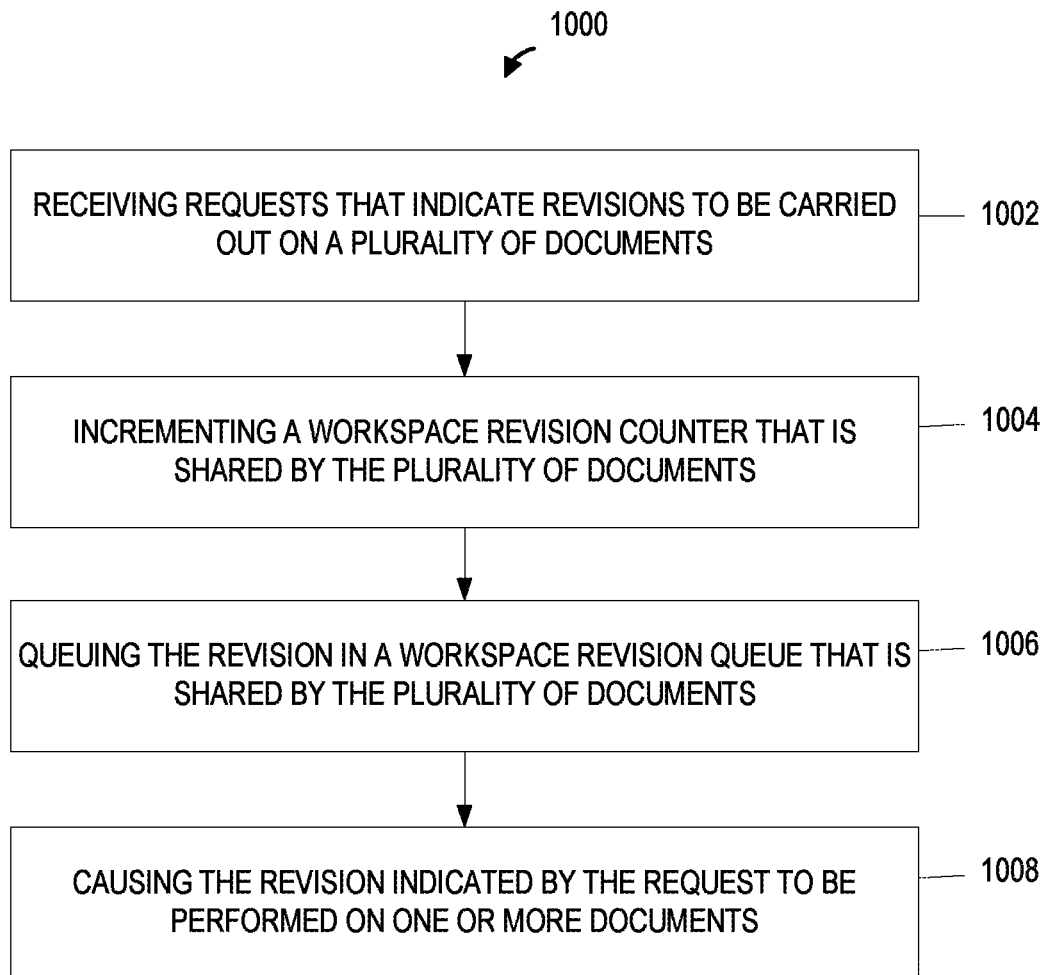 1000
RECEIVING REQUESTS THAT INDICATE REVISIONS TO BE CARRIED
OUT ON A PLURALITY OF DOCUMENTS
1002
INCREMENTING A WORKSPACE REVISION COUNTER THAT IS
SHARED BY THE PLURALITY OF DOCUMENTS
1004
QUEUING THE REVISION IN A WORKSPACE REVISION QUEUE THAT IS
SHARED BY THE PLURALITY OF DOCUMENTS
1006
CAUSING THE REVISION INDICATED BY THE REQUEST TO BE
PERFORMED ON ONE OR MORE DOCUMENTS
1008